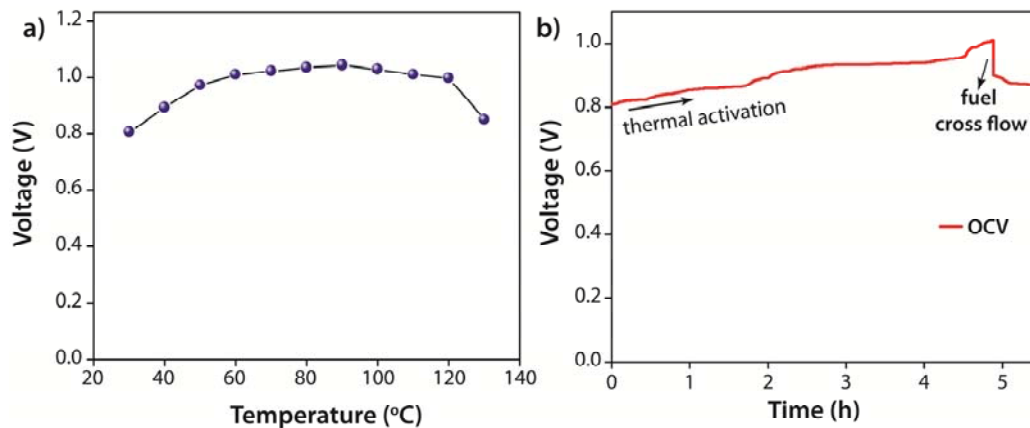 a)
1.2
1.0
0.8
0.6
0.4
0.2
0.0
20
40
60
80
100
120
140
Voltage (V)
Temperature (ºC)
b)
1.0
0.8
0.6
0.4
0.2
0.0
0
1
2
3
4
5
Voltage (V)
Time (h)
thermal activation
fuel
cross flow
OCV